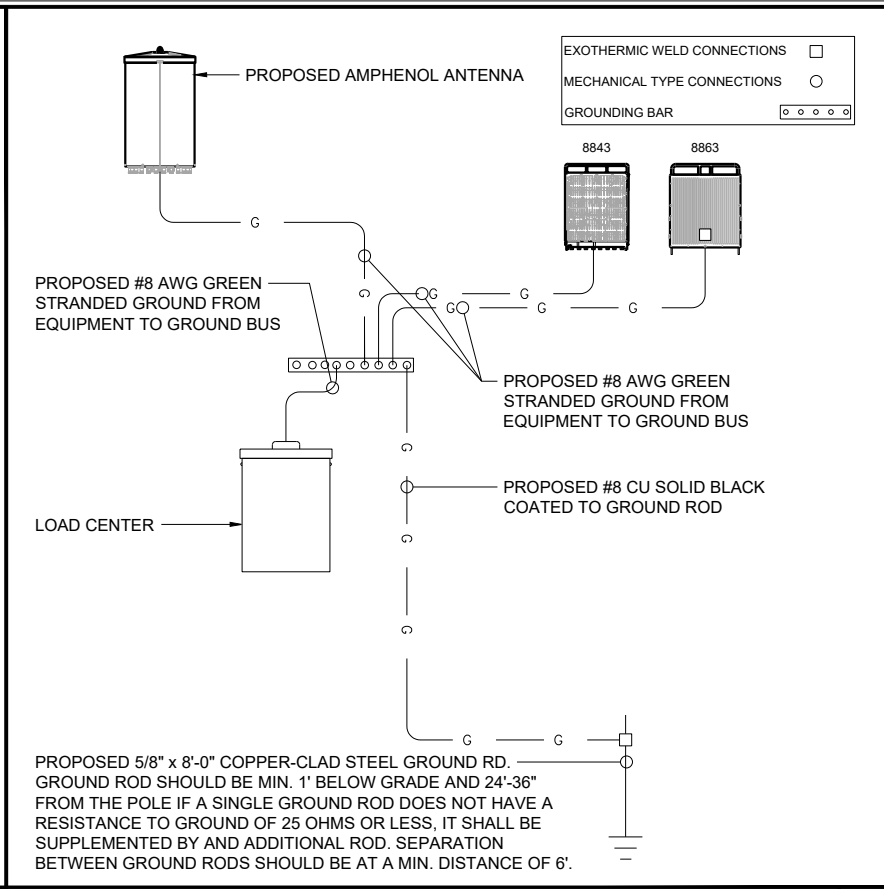 PROPOSED AMPHENOL ANTENNA
EXOTHERMIC WELD CONNECTIONS
MECHANICAL TYPE CONNECTIONS
GROUNDING BAR
8843
8863
G
G
PROPOSED #8 AWG GREEN
STRANDED GROUND FROM
EQUIPMENT TO GROUND BUS
G
G
G
G
G
PROPOSED #8 AWG GREEN
STRANDED GROUND FROM
EQUIPMENT TO GROUND BUS
G
PROPOSED #8 CU SOLID BLACK
COATED TO GROUND ROD
LOAD CENTER
G
G
G
G
PROPOSED 5/8" x 8'-0" COPPER-CLAD STEEL GROUND RD.
GROUND ROD SHOULD BE MIN. 1' BELOW GRADE AND 24'-36"
FROM THE POLE IF A SINGLE GROUND ROD DOES NOT HAVE A
RESISTANCE TO GROUND OF 25 OHMS OR LESS, IT SHALL BE
SUPPLEMENTED BY AND ADDITIONAL ROD. SEPARATION
BETWEEN GROUND RODS SHOULD BE AT A MIN. DISTANCE OF 6'.